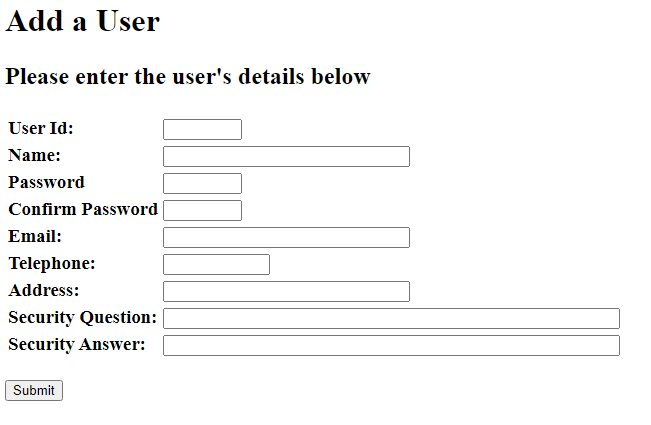 Add a User
Please enter the user's details below
User Id:
Name:
Password
Confirm Password
Email:
Telephone:
Address:
Security Question:
Security Answer:
Submit